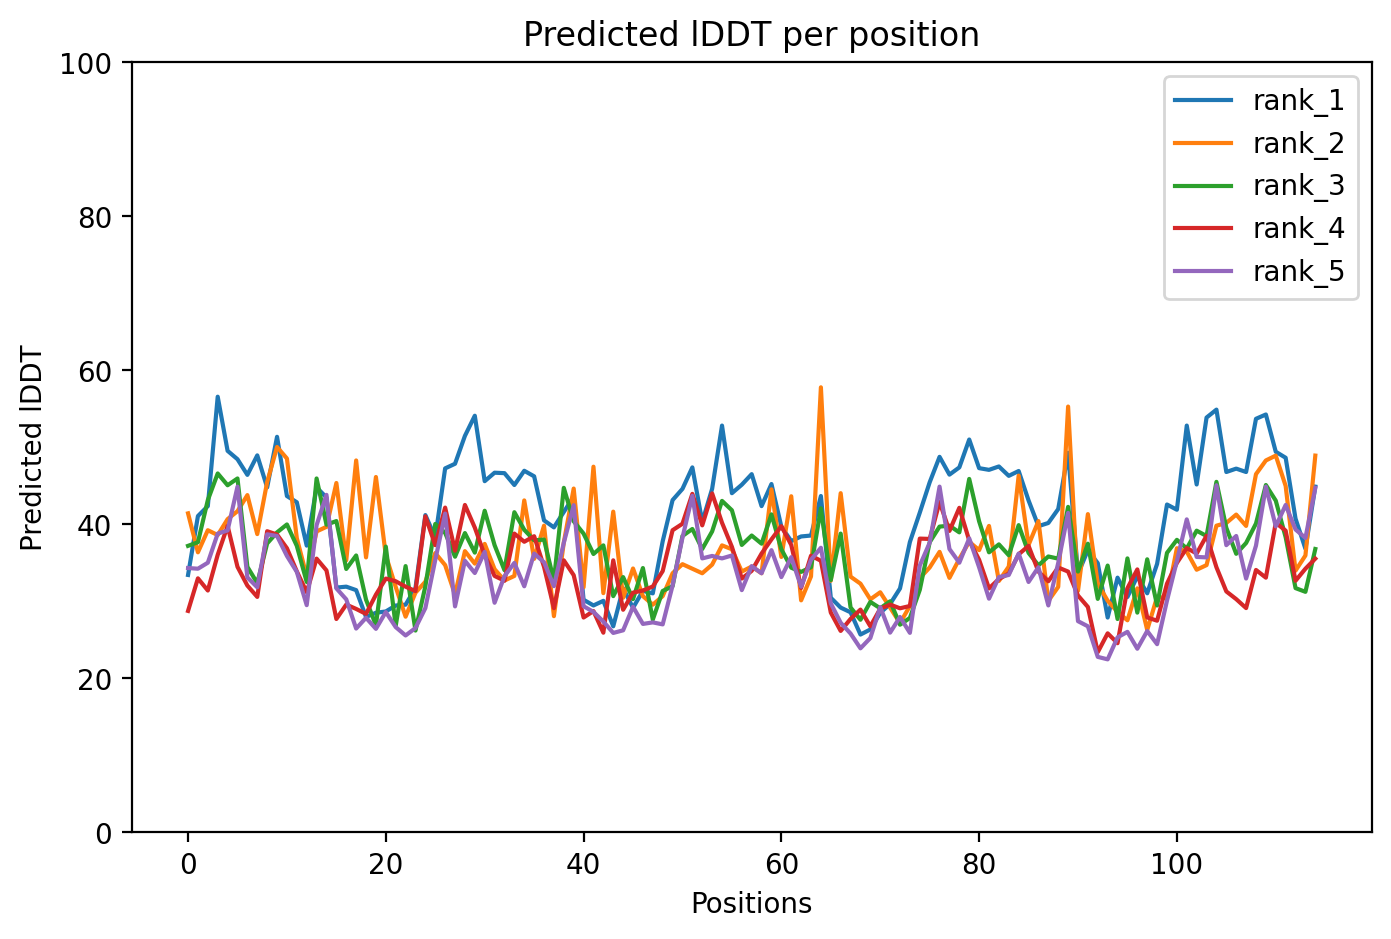 Predicted lDDT per position
100
80
60
40
20
0
Predicted lDDT
0 20 40 60 80 100
Positions
rank_1
rank_2
rank_3
rank_4
rank_5